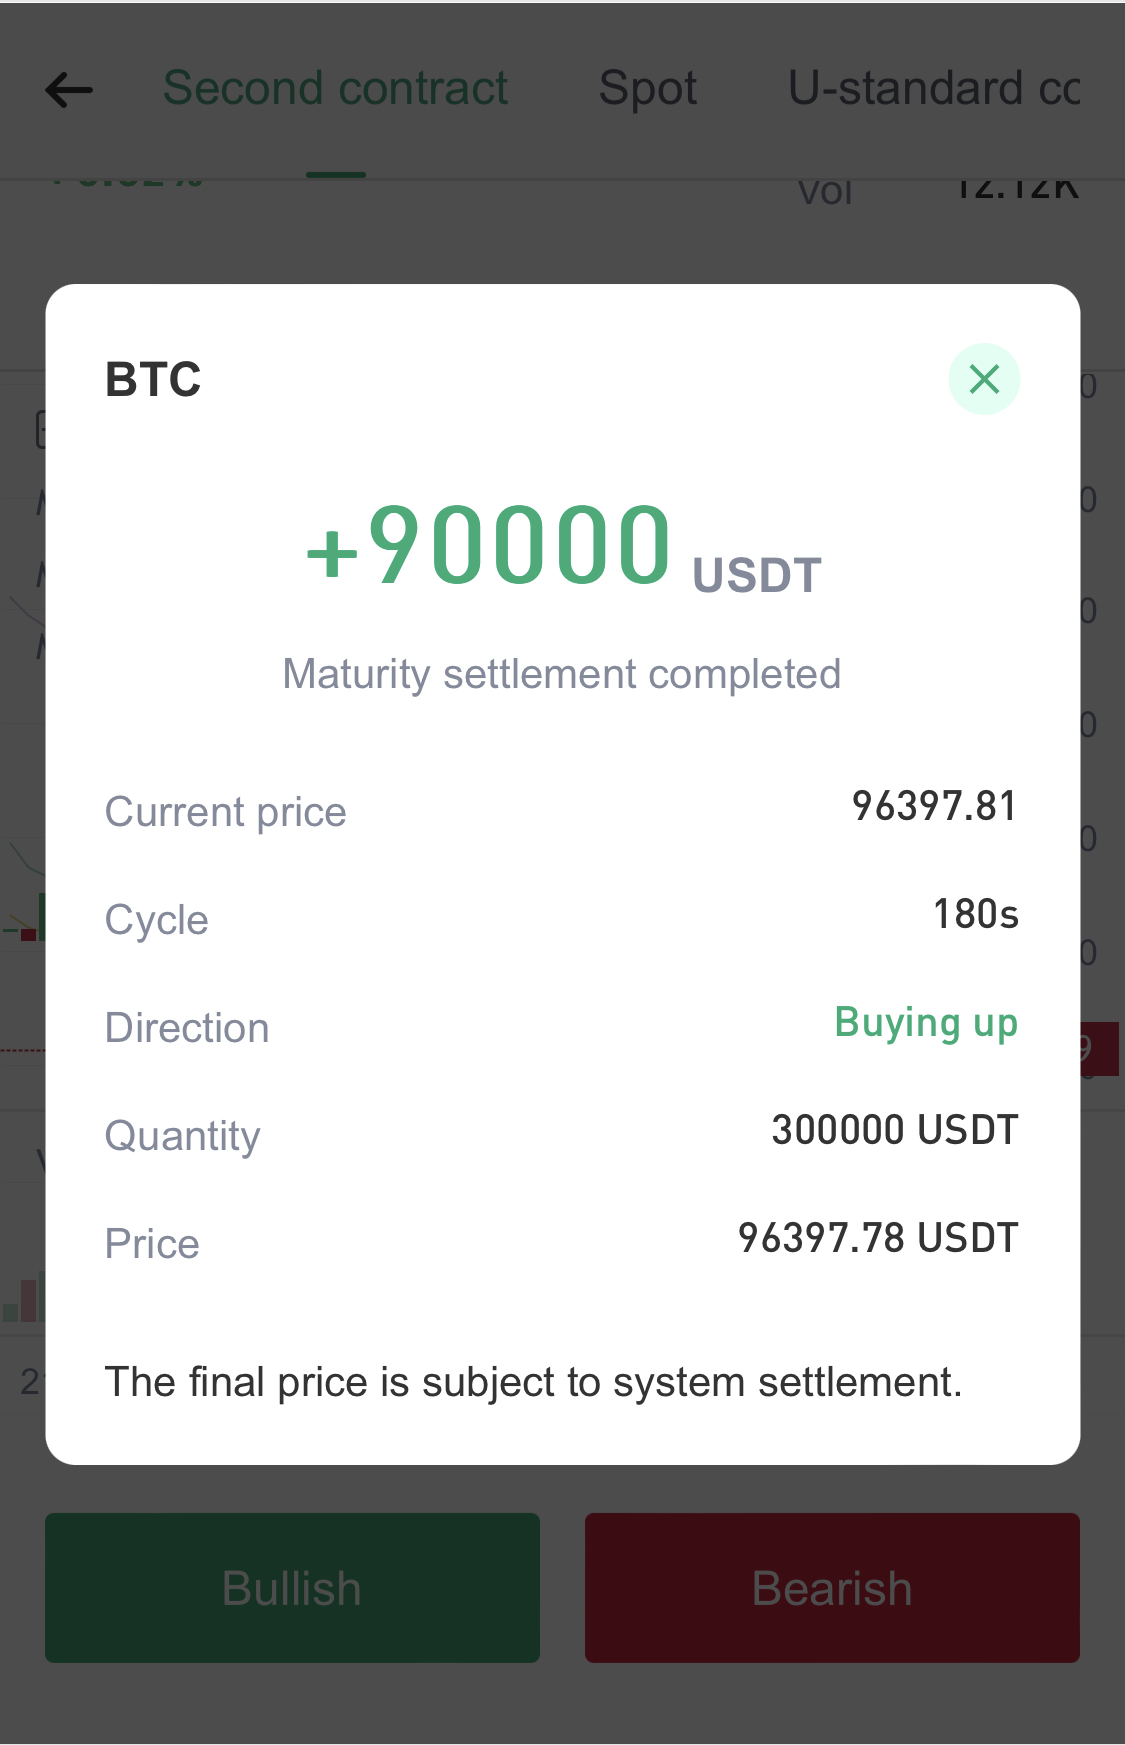 Second contract Spot U-standard cc
Vol 12.12K
BTC
+90000 USDT
Maturity settlement completed
Current price 96397.81
Cycle 180s
Direction Buying up
Quantity 300000 USDT
Price 96397.78 USDT
The final price is subject to system settlement.
Bullish Bearish